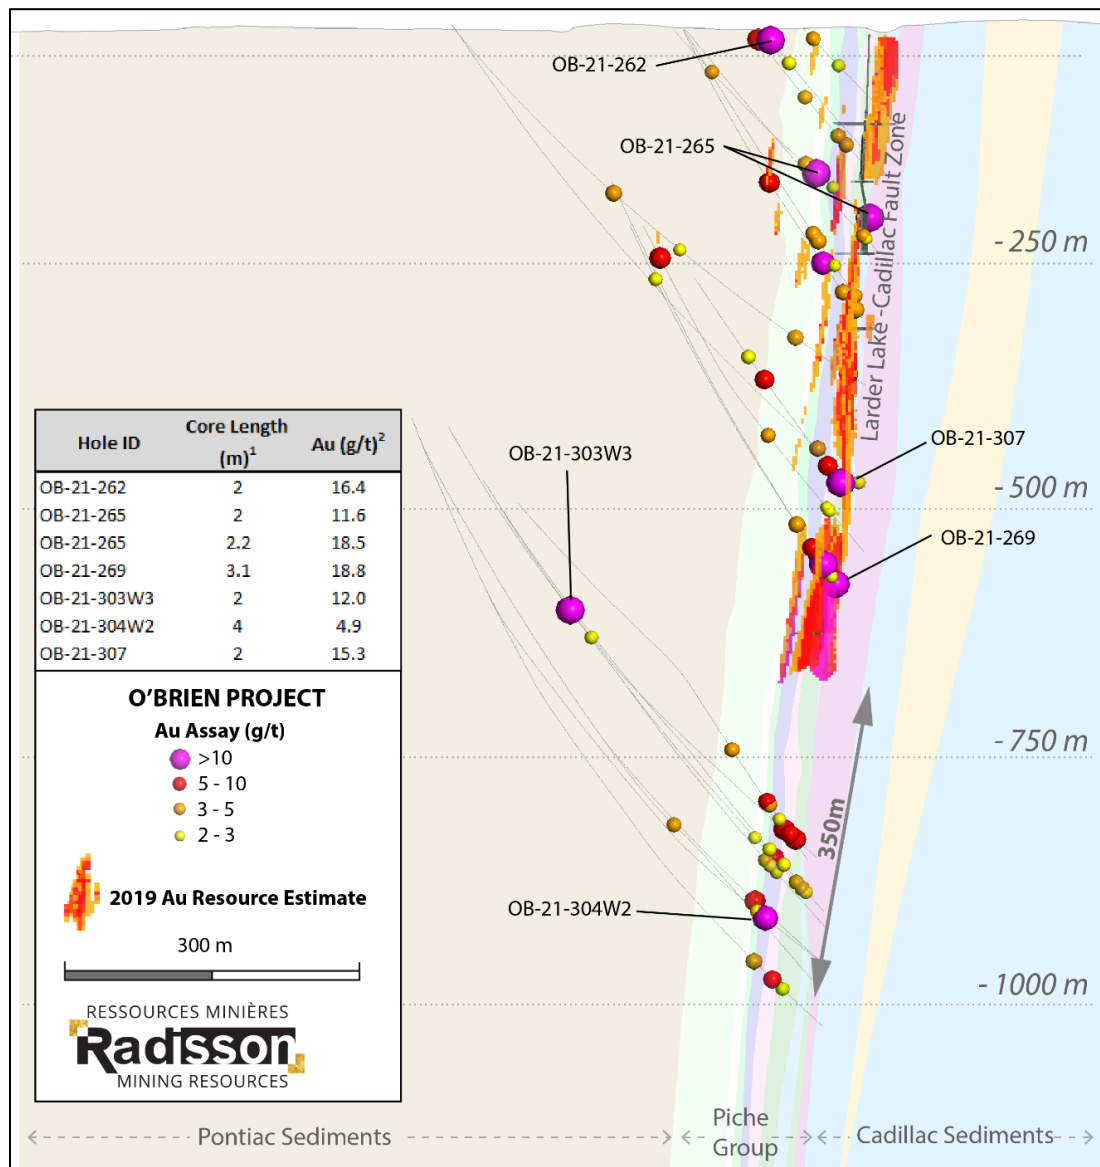 OB-21-262
OB-21-265
Larder Lake -Cadillac Fault Zone
- 250 m
OB-21-307
OB-21-303W3
- 500 m
OB-21-269
Hole ID Core Length (m)1 Au (g/t)2
OB-21-262 2 16.4
OB-21-265 2 11.6
OB-21-265 2.2 18.5
OB-21-269 3.1 18.8
OB-21-303W3 2 12.0
OB-21-304W2 4 4.9
OB-21-307 2 15.3
O'BRIEN PROJECT
Au Assay (g/t)
>10
5 - 10
3 - 5
2 - 3
2019 Au Resource Estimate
300 m
RESSOURCES MINIÈRES
Radisson
MINING RESOURCES
- 750 m
350m
OB-21-304W2
- 1000 m
Pontiac Sediments
Piche
Group
Cadillac Sediments